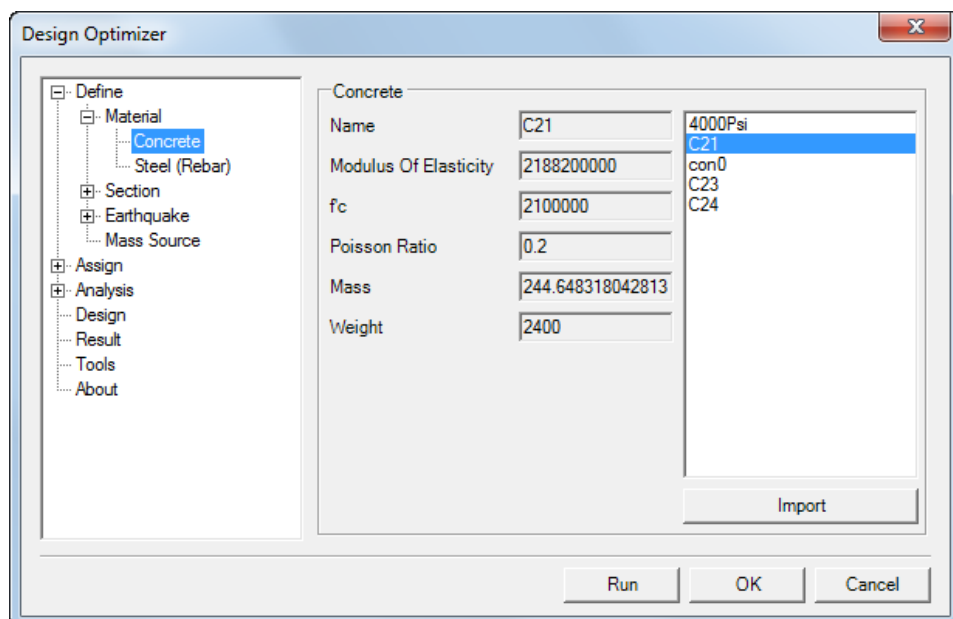 Design Optimizer
Define
Material
Concrete
Steel (Rebar)
Section
Earthquake
Mass Source
Assign
Analysis
Design
Result
Tools
About
Concrete
Name C21
Modulus Of Elasticity 2188200000
f'c 2100000
Poisson Ratio 0.2
Mass 244.648318042813
Weight 2400
4000Psi
C21
con0
C23
C24
Import
Run OK Cancel